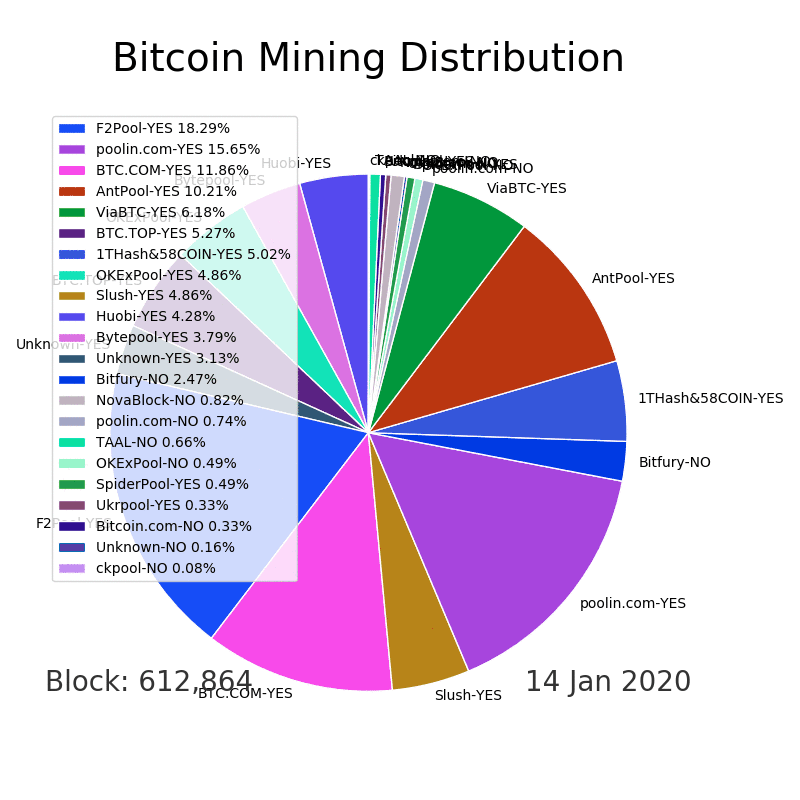 Bitcoin Mining Distribution
F2Pool-YES 18.29%
poolin.com-YES 15.65%
BTC.COM-YES 11.86%
AntPool-YES 10.21%
ViaBTC-YES 6.18%
BTC.TOP-YES 5.27%
1THash&58COIN-YES 5.02%
OKExPool-YES 4.86%
Slush-YES 4.86%
Huobi-YES 4.28%
Bytepool-YES 3.79%
Unknown-YES 3.13%
Bitfury-NO 2.47%
NovaBlock-NO 0.82%
poolin.com-NO 0.74%
TAAL-NO 0.66%
OKExPool-NO 0.49%
SpiderPool-YES 0.49%
Ukrpool-YES 0.33%
Bitcoin.com-NO 0.33%
Unknown-NO 0.16%
ckpool-NO 0.08%
Huobi-YES
Bytepool-YES
OKExPool-YES
BTC.TOP-YES
Unknown-YES
F2Pool-YES
BTC.COM-YES
Slush-YES
poolin.com-YES
Bitfury-NO
1THash&58COIN-YES
AntPool-YES
ViaBTC-YES
poolin.com-NO
Block: 612,864
14 Jan 2020